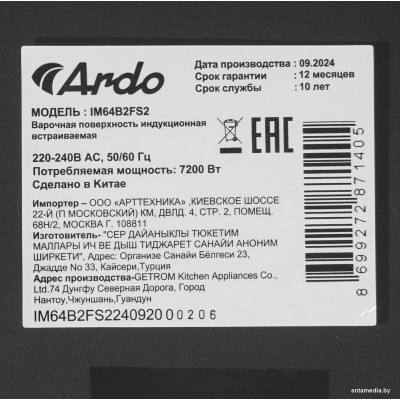 Ardo
Дата производства : 09.2024
Срок гарантии : 12 месяцев
Срок службы : 10 лет
МОДЕЛЬ : IM64B2FS2
Варочная поверхность индукционная
встраиваемая
EAC
220-240В AC, 50/60 Гц
Потребляемая мощность: 7200 Вт
Сделано в Китае
Импортер – ООО «АРТТЕХНИКА» ,КИЕВСКОЕ ШОССЕ
22-Й (П МОСКОВСКИЙ) КМ, ДВЛД. 4, СТР. 2, ПОМЕЩ.
68Н/2, МОСКВА Г. 108811
Изготовитель- "СЕР ДАЙАНЫКЛЫ ТЮКЕТИМ
МАЛЛАРЫ ИЧ ВЕ ДЫШ ТИДЖАРЕТ САНАЙИ АНОНИМ
ШИРКЕТИ", Адрес: Организе Санайи Бёлгеси 23,
Джадде No 33, Кайсери,Турция
Адрес производства-GETROM Kitchen Appliances Co.,
Ltd.74 Дунгфу Северная Дорога, Город
Нантоу,Чжуншань,Гуандун
IM64B2FS2240920 00206
8699272871405
antamedia.by